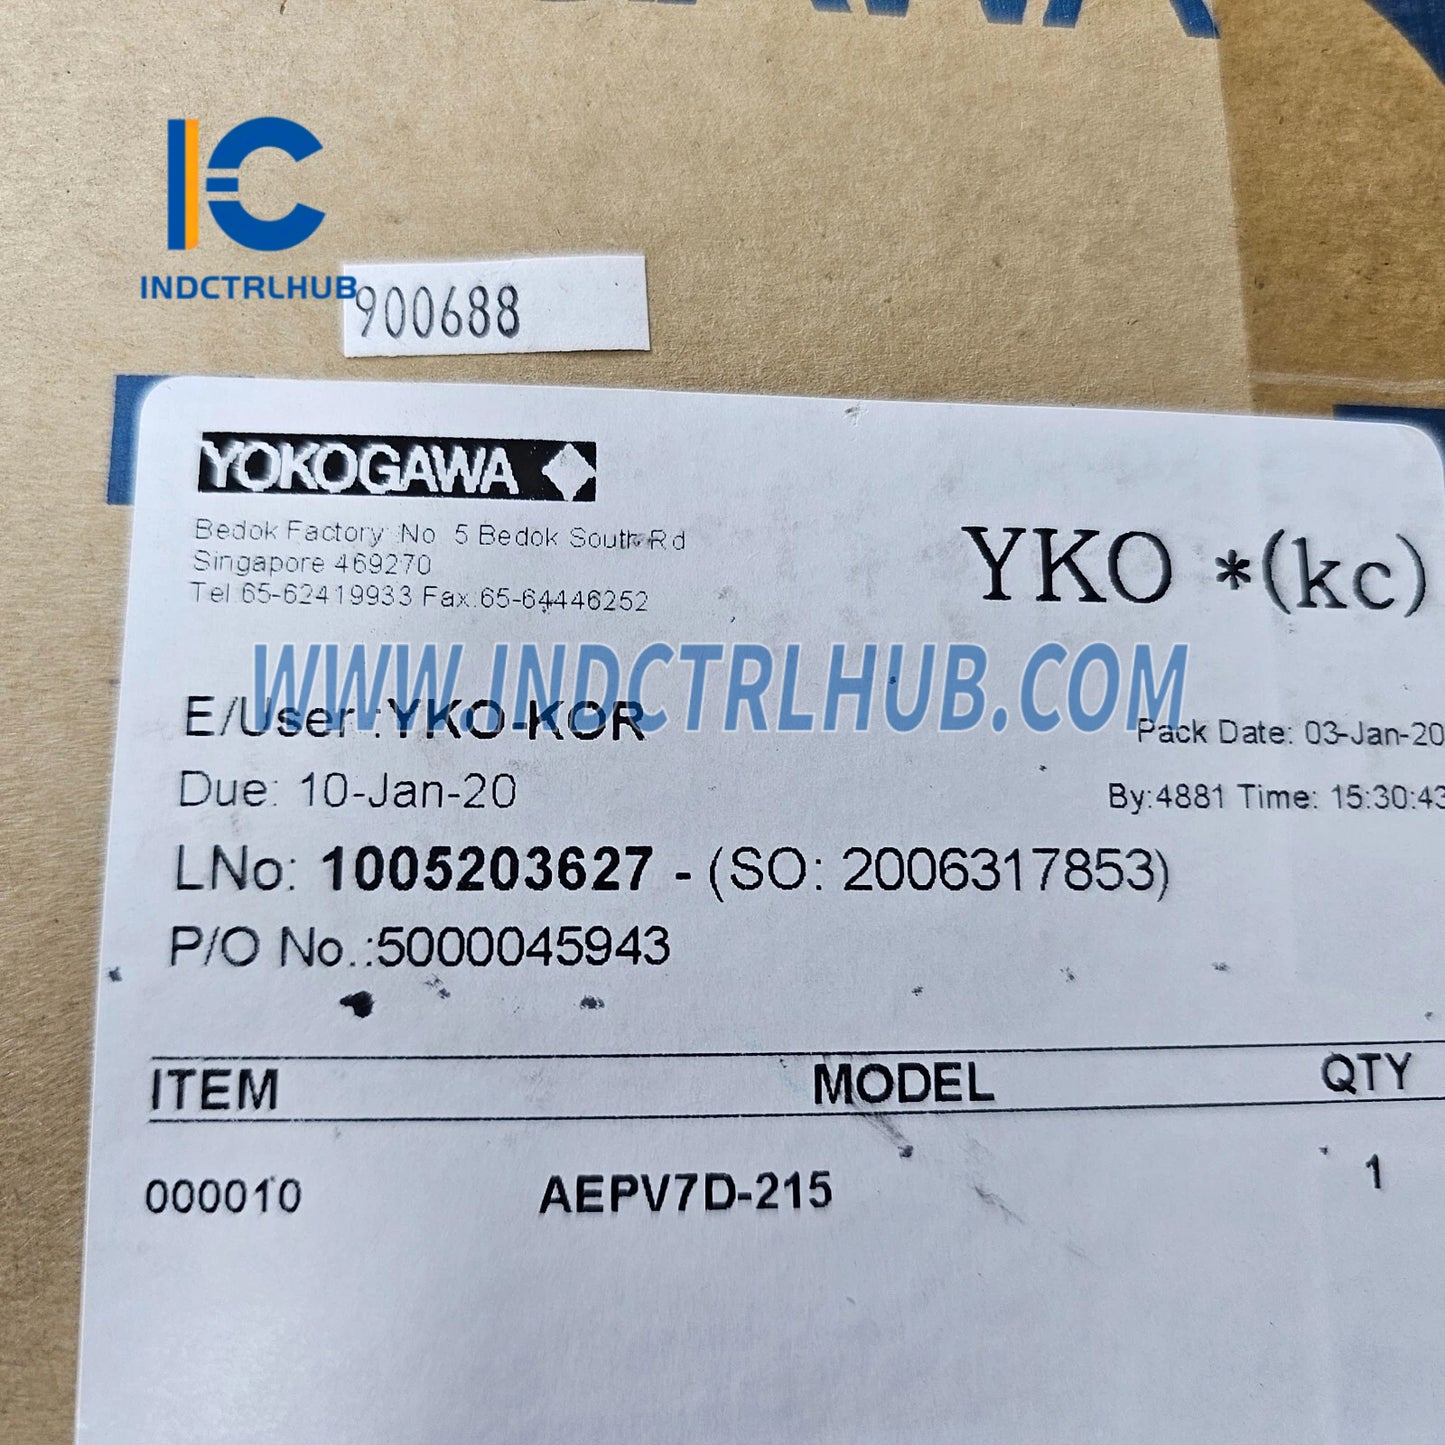 INDCTRLHUB
900688
YOKOGAWA
Bedok Factory :No 5 Bedok South Rd
Singapore 469270
Tel 65-62419933 Fax:65-64446252
YKO *(kc)
WWW.INDCTRLHUB.COM
E/User :YKO-KOR
Pack Date: 03-Jan-20
Due: 10-Jan-20
By:4881 Time: 15:30:43
LNo: 1005203627 - (SO: 2006317853)
P/O No.:5000045943
ITEM MODEL QTY
000010 AEPV7D-215 1